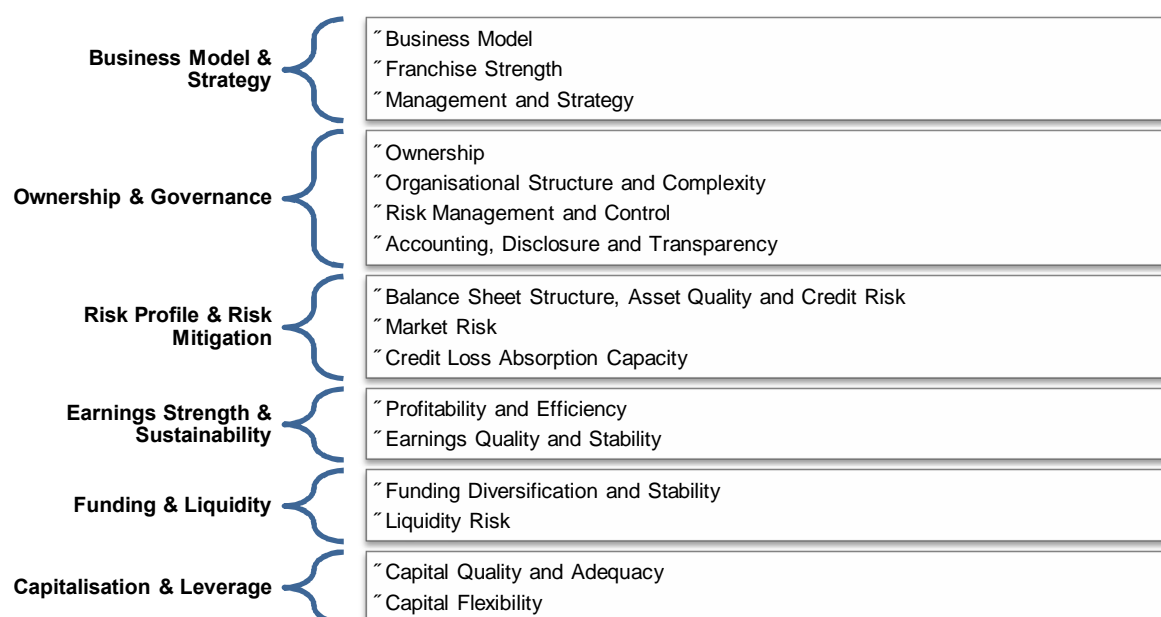 Business Model &
Strategy
˝ Business Model
˝ Franchise Strength
˝ Management and Strategy
Ownership & Governance
˝ Ownership
˝ Organisational Structure and Complexity
˝ Risk Management and Control
˝ Accounting, Disclosure and Transparency
Risk Profile & Risk
Mitigation
˝ Balance Sheet Structure, Asset Quality and Credit Risk
˝ Market Risk
˝ Credit Loss Absorption Capacity
Earnings Strength &
Sustainability
˝ Profitability and Efficiency
˝ Earnings Quality and Stability
Funding & Liquidity
˝ Funding Diversification and Stability
˝ Liquidity Risk
Capitalisation & Leverage
˝ Capital Quality and Adequacy
˝ Capital Flexibility